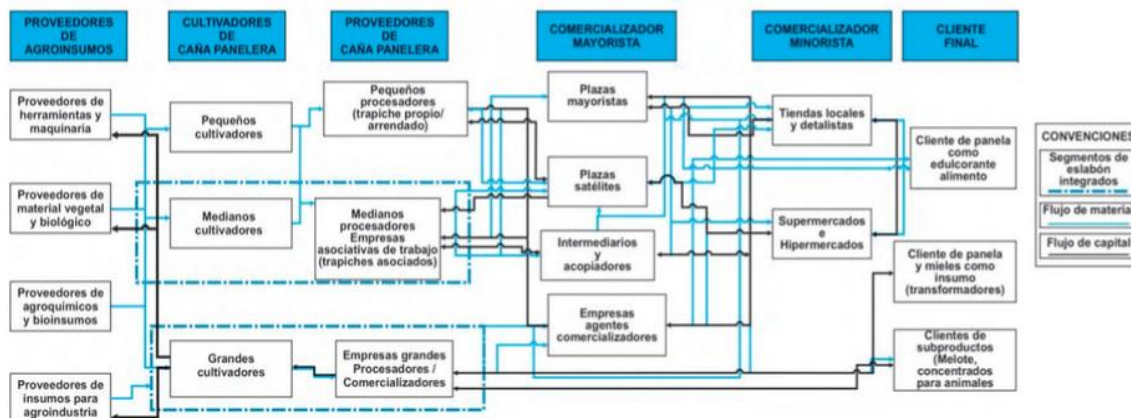 PROVEEDORES
DE
AGROINSUMOS
CULTIVADORES
DE
CAÑA PANELERA
PROVEEDORES
DE
CAÑA PANELERA
COMERCIALIZADOR
MAYORISTA
COMERCIALIZADOR
MINORISTA
CLIENTE
FINAL
Proveedores de
herramientas y
maquinaria
Proveedores de
material vegetal
y biológico
Proveedores de
agroquímicos
y bioinsumos
Proveedores de
insumos para
agroindustria
Pequeños
cultivadores
Medianos
cultivadores
Grandes
cultivadores
Pequeños
procesadores
(trapiche propio/
arrendado)
Medianos
procesadores
Empresas
asociativas de trabajo
(trapiches asociados)
Empresas grandes
Procesadores /
Comercializadores
Plazas
mayoristas
Plazas
satélites
Intermediarios
y
acopiadores
Empresas
agentes
comercializadores
Tiendas locales
y detalistas
Supermercados
e
Hipermercados
Cliente de panela
como
edulcorante
alimento
Cliente de panela
y mieles como
insumo
(transformadores)
Clientes de
subproductos
(Melote,
concentrados
para animales
CONVENCIONES
Segmentos de
eslabón
integrados
Flujo de material
Flujo de capital